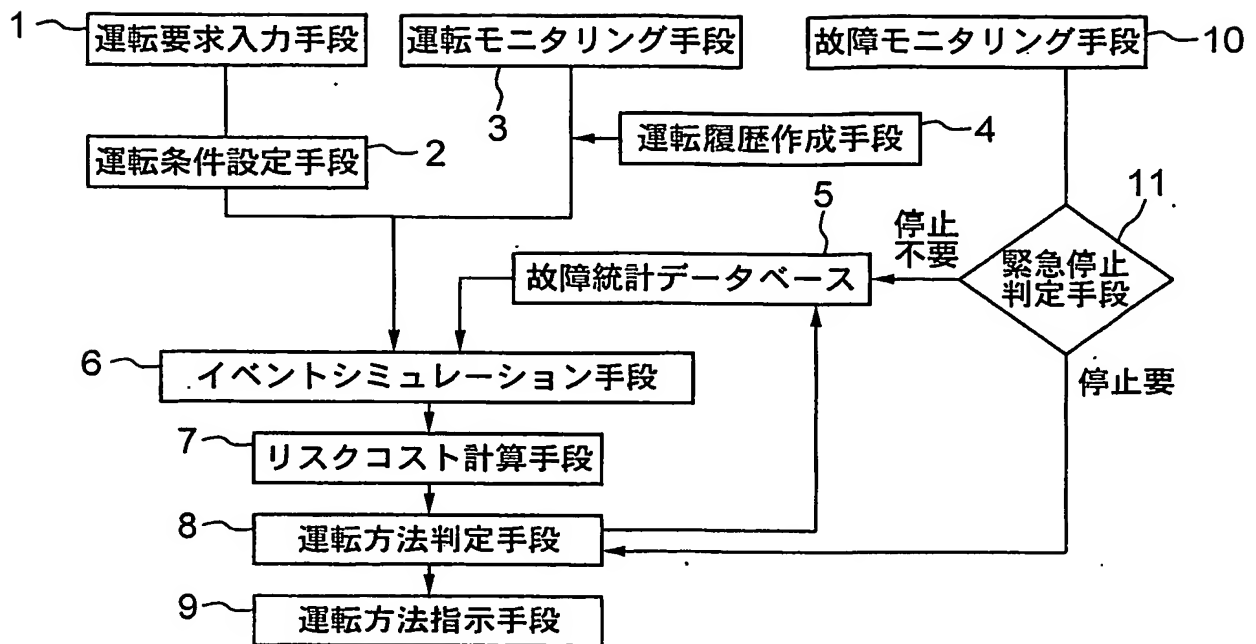 1
運転要求入力手段
運転モニタリング手段
3
故障モニタリング手段
10
運転条件設定手段
2
運転履歴作成手段
4
11
5
停止
不要
緊急停止
判定手段
故障統計データベース
6
イベントシミュレーション手段
停止要
7
リスクコスト計算手段
8
運転方法判定手段
9
運転方法指示手段